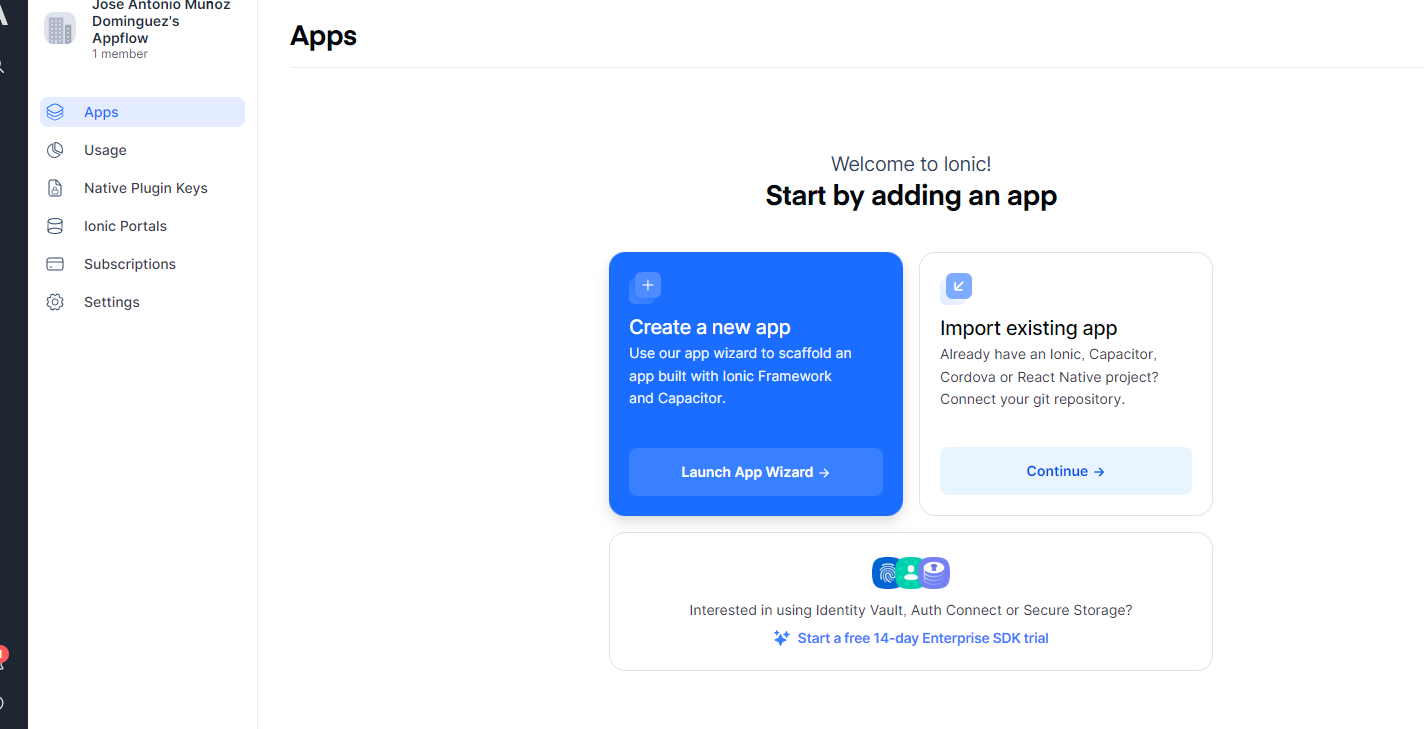 Jose Antonio Muñoz
Dominguez's
Appflow
1 member
Apps
Usage
Native Plugin Keys
Ionic Portals
Subscriptions
Settings
Apps
Welcome to Ionic!
Start by adding an app
Create a new app
Use our app wizard to scaffold an
app built with Ionic Framework
and Capacitor.
Launch App Wizard →
Import existing app
Already have an Ionic, Capacitor,
Cordova or React Native project?
Connect your git repository.
Continue →
Interested in using Identity Vault, Auth Connect or Secure Storage?
Start a free 14-day Enterprise SDK trial